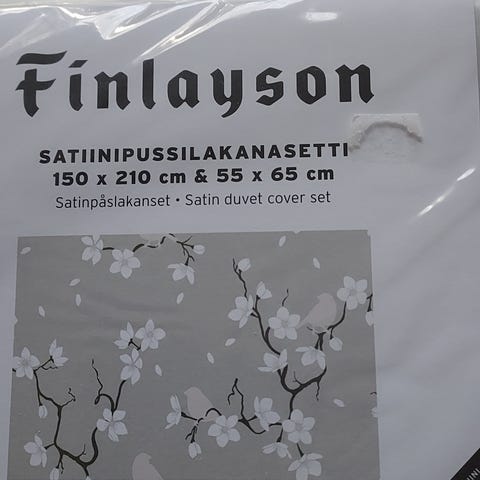 Finlayson
SATIINIPUSSILAKANASETTI
150 x 210 cm & 55 x 65 cm
Satinpåslakanset • Satin duvet cover set